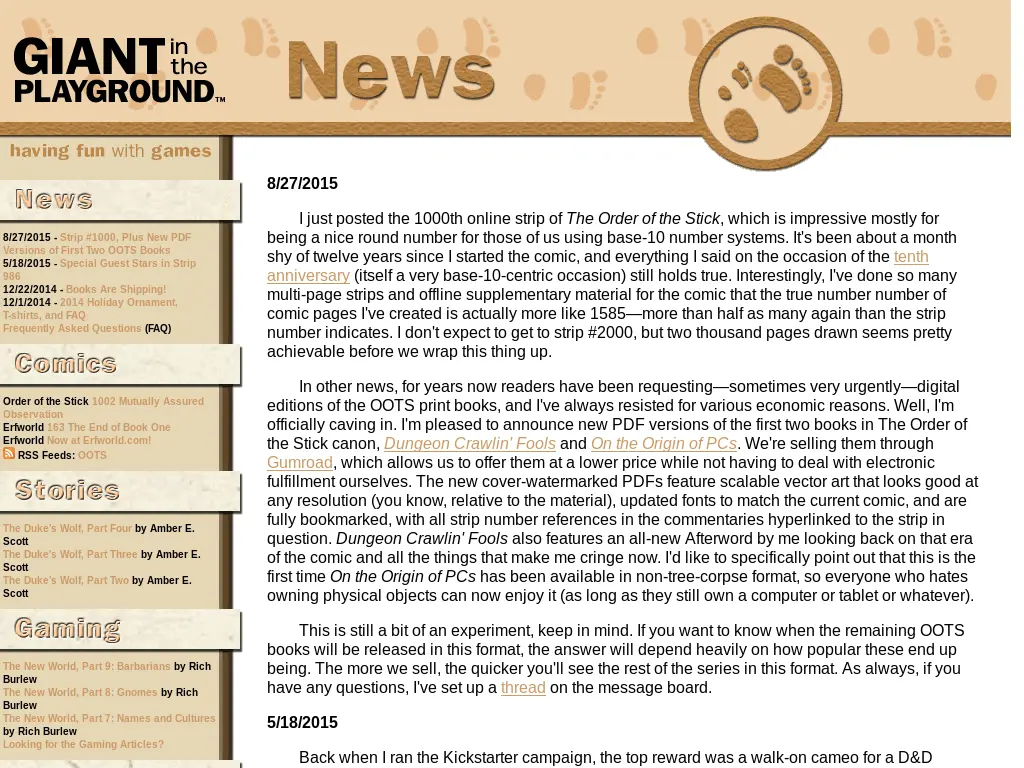 GIANT in the PLAYGROUND™
News
having fun with games
News
8/27/2015 - Strip #1000, Plus New PDF
Versions of First Two OOTS Books
5/18/2015 - Special Guest Stars in Strip
986
12/22/2014 - Books Are Shipping!
12/1/2014 - 2014 Holiday Ornament,
T-shirts, and FAQ
Frequently Asked Questions (FAQ)
Comics
Order of the Stick 1002 Mutually Assured
Observation
Erfworld 163 The End of Book One
Erfworld Now at Erfworld.com!
RSS Feeds: OOTS
Stories
The Duke's Wolf, Part Four by Amber E.
Scott
The Duke's Wolf, Part Three by Amber E.
Scott
The Duke's Wolf, Part Two by Amber E.
Scott
Gaming
The New World, Part 9: Barbarians by Rich
Burlew
The New World, Part 8: Gnomes by Rich
Burlew
The New World, Part 7: Names and Cultures
by Rich Burlew
Looking for the Gaming Articles?
8/27/2015
I just posted the 1000th online strip of The Order of the Stick, which is impressive mostly for
being a nice round number for those of us using base-10 number systems. It's been about a month
shy of twelve years since I started the comic, and everything I said on the occasion of the tenth
anniversary (itself a very base-10-centric occasion) still holds true. Interestingly, I've done so many
multi-page strips and offline supplementary material for the comic that the true number number of
comic pages I've created is actually more like 1585—more than half as many again than the strip
number indicates. I don't expect to get to strip #2000, but two thousand pages drawn seems pretty
achievable before we wrap this thing up.
In other news, for years now readers have been requesting—sometimes very urgently—digital
editions of the OOTS print books, and I've always resisted for various economic reasons. Well, I'm
officially caving in. I'm pleased to announce new PDF versions of the first two books in The Order of
the Stick canon, Dungeon Crawlin' Fools and On the Origin of PCs. We're selling them through
Gumroad, which allows us to offer them at a lower price while not having to deal with electronic
fulfillment ourselves. The new cover-watermarked PDFs feature scalable vector art that looks good at
any resolution (you know, relative to the material), updated fonts to match the current comic, and are
fully bookmarked, with all strip number references in the commentaries hyperlinked to the strip in
question. Dungeon Crawlin' Fools also features an all-new Afterword by me looking back on that era
of the comic and all the things that make me cringe now. I'd like to specifically point out that this is the
first time On the Origin of PCs has been available in non-tree-corpse format, so everyone who hates
owning physical objects can now enjoy it (as long as they still own a computer or tablet or whatever).
This is still a bit of an experiment, keep in mind. If you want to know when the remaining OOTS
books will be released in this format, the answer will depend heavily on how popular these end up
being. The more we sell, the quicker you'll see the rest of the series in this format. As always, if you
have any questions, I've set up a thread on the message board.
5/18/2015
Back when I ran the Kickstarter campaign, the top reward was a walk-on cameo for a D&D